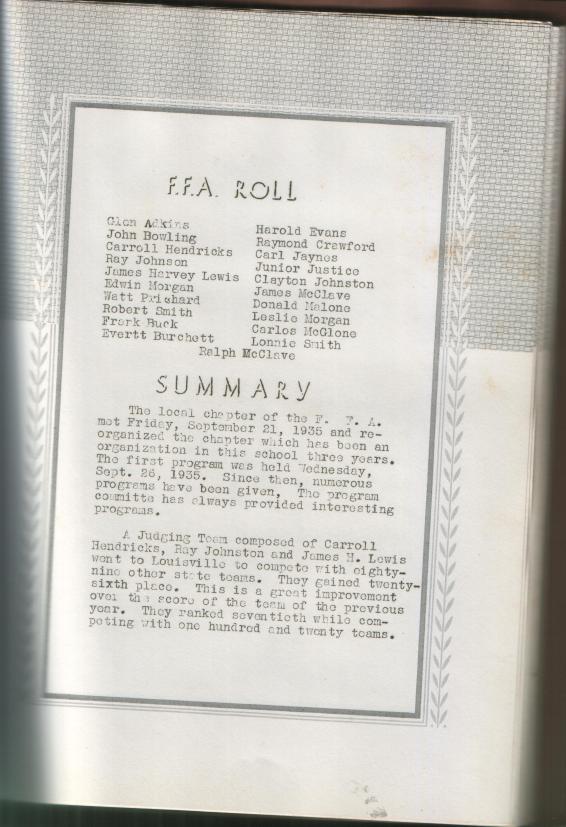 F.F.A. ROLL
Glen Adkins
John Bowling
Carroll Hendricks
Ray Johnson
James Harvey Lewis
Edwin Morgan
Watt Prichard
Robert Smith
Frank Buck
Evertt Burchett
Harold Evans
Raymond Crawford
Carl Jaynes
Junior Justice
Clayton Johnston
James McClave
Donald Malone
Leslie Morgan
Carlos McGlone
Lonnie Smith
Ralph McClave
SUMMARY
The local chapter of the F. F. A.
met Friday, September 21, 1935 and re-
organized the chapter which has been an
organization in this school three years.
The first program was held Wednesday,
Sept. 26, 1935. Since then, numerous
programs have been given, The program
committe has always provided interesting
programs.
A Judging Team composed of Carroll
Hendricks, Ray Johnston and James H. Lewis
went to Louisville to compete with eighty-
nine other state teams. They gained twenty-
sixth place. This is a great improvement
over the score of the team of the previous
year. They ranked seventieth while com-
peting with one hundred and twenty teams.